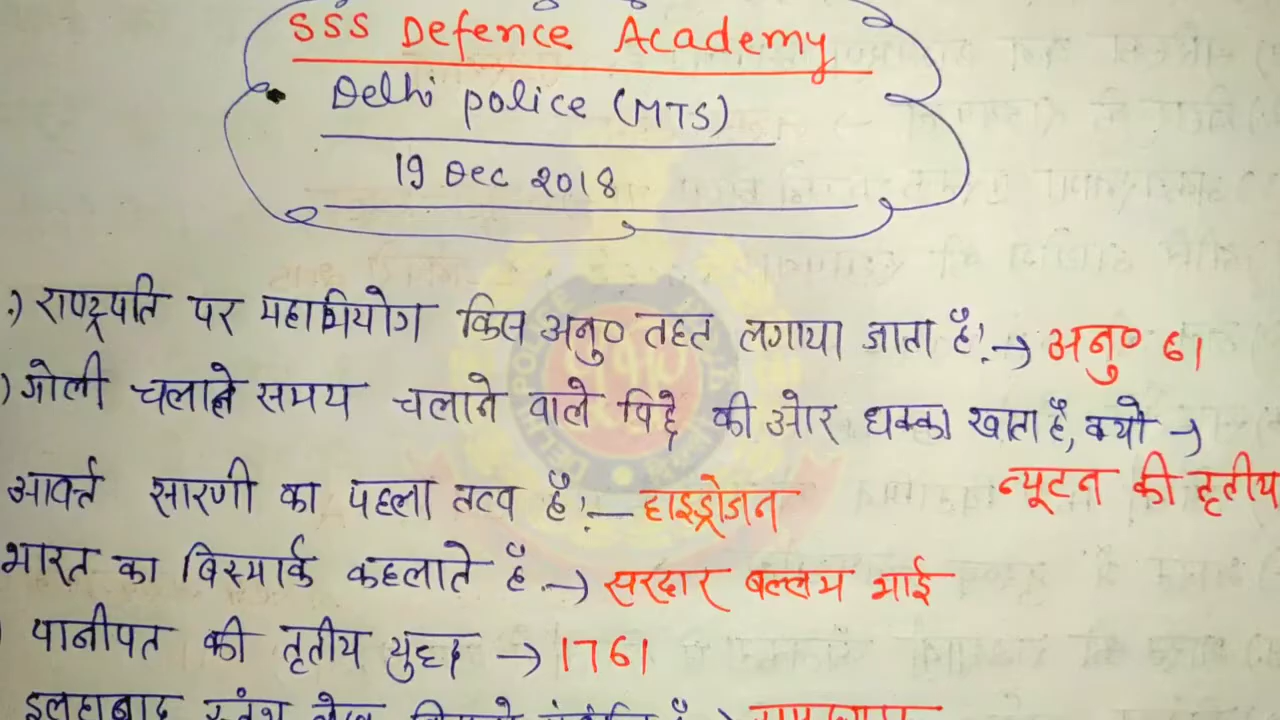 SSS Defence Academy
Delhi police (MTS)
19 Dec 2018
.) राष्ट्रपति पर महाभियोग किस अनु० तहत लगाया जाता है!→ अनु० 61
) गोली चलाते समय चलाने वाले पिद्दे की ओर धक्का खाता है, क्यो →
न्यूटन की तृतीय
आवर्त्त सारणी का पहला तत्व है!— हाइड्रोजन
भारत का बिस्मार्क कहलाते है.→ सरदार बल्लभ भाई
) पानीपत की तृतीय युद्ध → 1761
इलहाबाद स्तंभ लेख